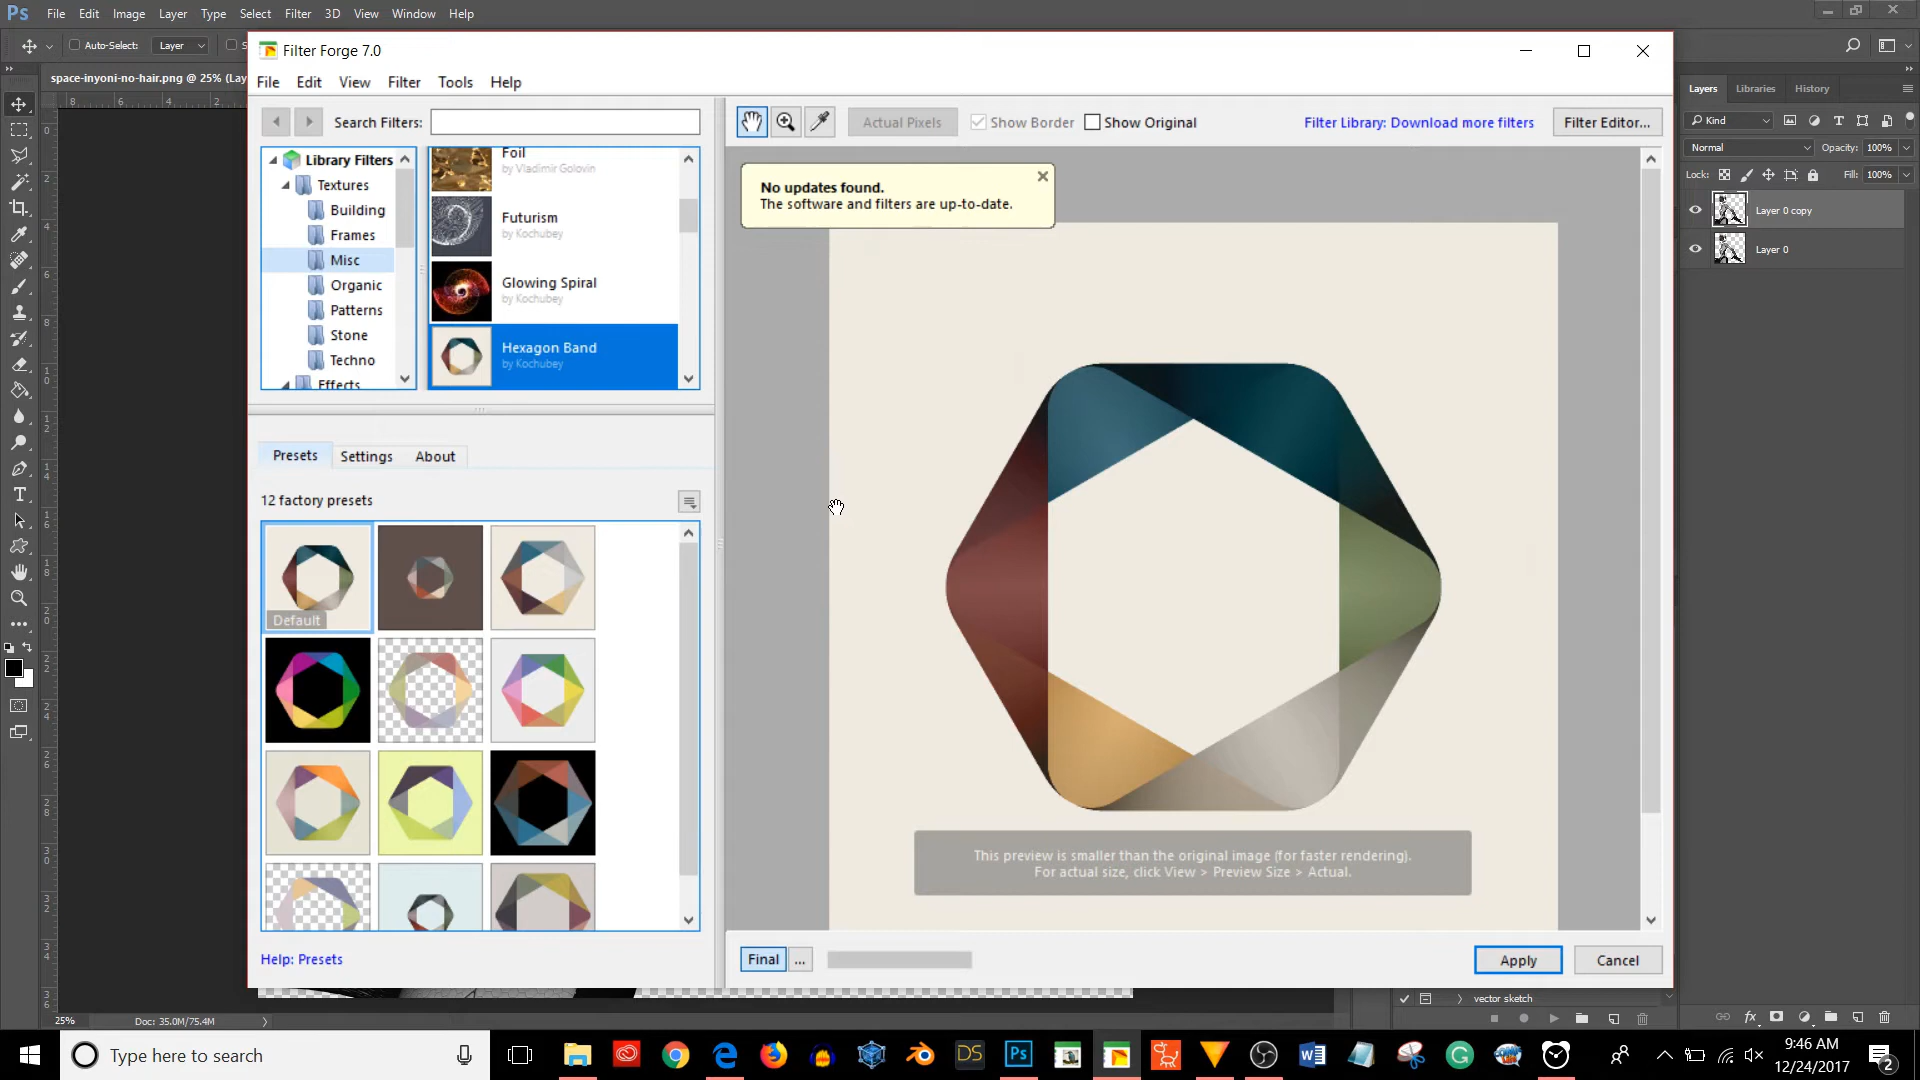 Ps File Edit Image Layer Type Select Filter 3D View Window Help
Auto-Select: Layer
space-inyoni-no-hair.png @ 25% (Lay
Filter Forge 7.0
File Edit View Filter Tools Help
Search Filters:
Library Filters
Textures
Building
Frames
Misc
Organic
Patterns
Stone
Techno
Effects
Foil
by Vladimir Golovin
Futurism
by Kochubey
Glowing Spiral
by Kochubey
Hexagon Band
by Kochubey
Presets Settings About
12 factory presets
Default
Help: Presets
Actual Pixels Show Border Show Original Filter Library: Download more filters Filter Editor...
No updates found.
The software and filters are up-to-date.
This preview is smaller than the original image (for faster rendering).
For actual size, click View > Preview Size > Actual.
Final ... Apply Cancel
Layers Libraries History
Kind
Normal Opacity: 100%
Lock: Fill: 100%
Layer 0 copy
Layer 0
vector sketch
25% Doc: 35.0M/75.4M
Type here to search
DS Ps
9:46 AM
12/24/2017
2